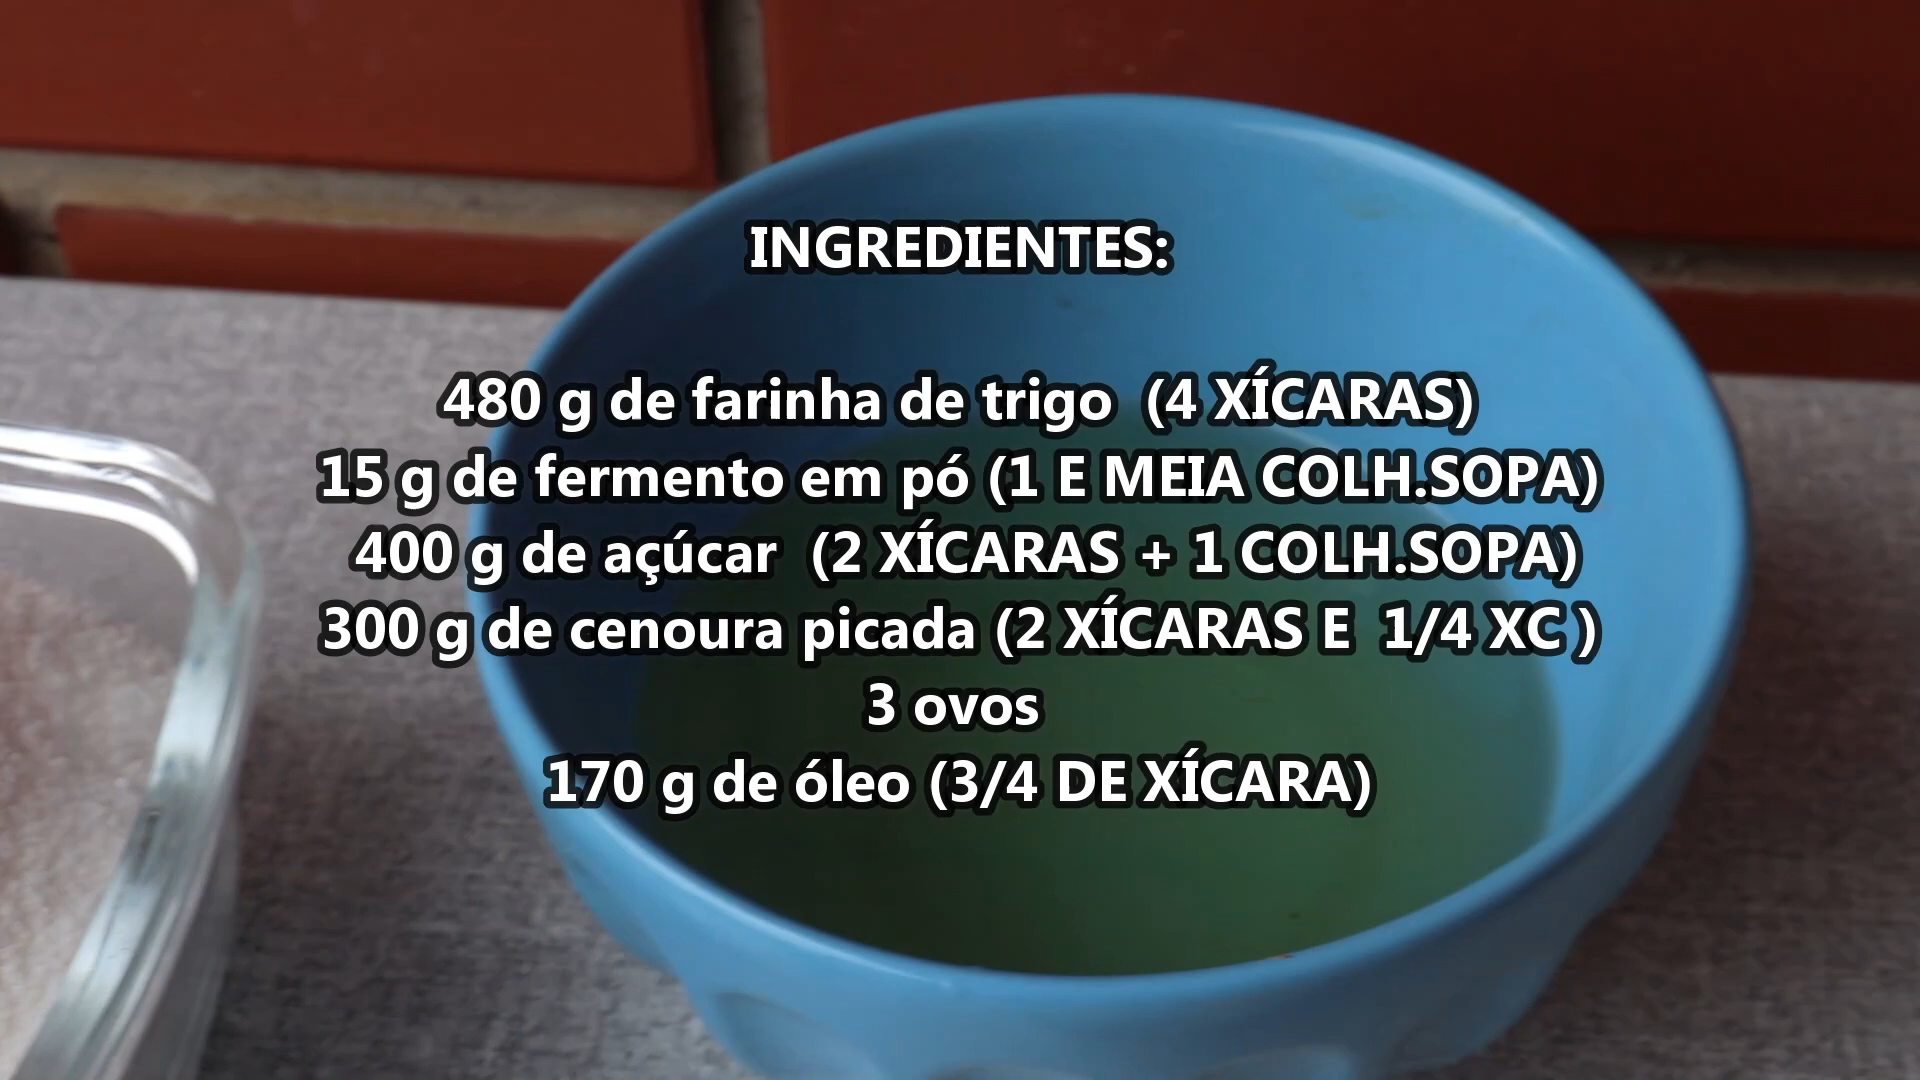 INGREDIENTES:
480 g de farinha de trigo (4 XÍCARAS)
15 g de fermento em pó (1 E MEIA COLH.SOPA)
400 g de açúcar (2 XÍCARAS + 1 COLH.SOPA)
300 g de cenoura picada (2 XÍCARAS E 1/4 XC )
3 ovos
170 g de óleo (3/4 DE XÍCARA)